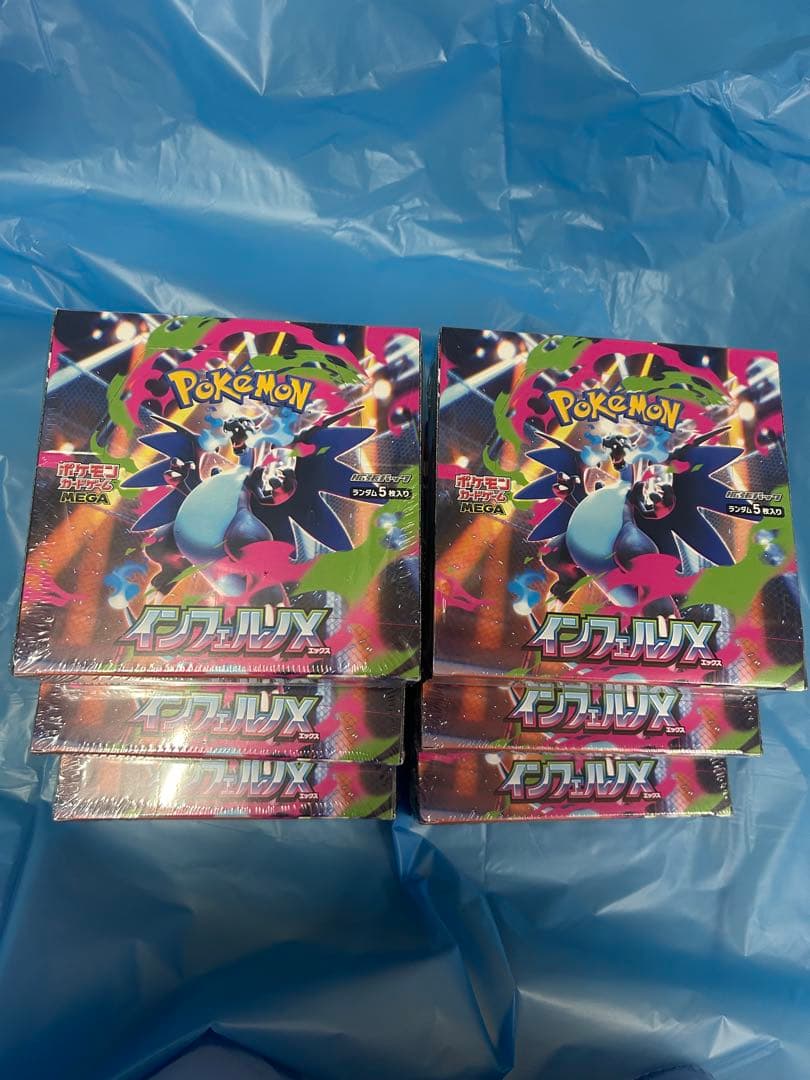 Pokémon
ポケモン
カードゲーム
MEGA
拡張パック
ランダム5枚入り
インフェルノX
エックス
Pokémon
ポケモン
カードゲーム
MEGA
拡張パック
ランダム5枚入り
インフェルノX
エックス
インフェルノX
エックス
インフェルノX
エックス
インフェルノX
エックス
インフェルノX
エックス